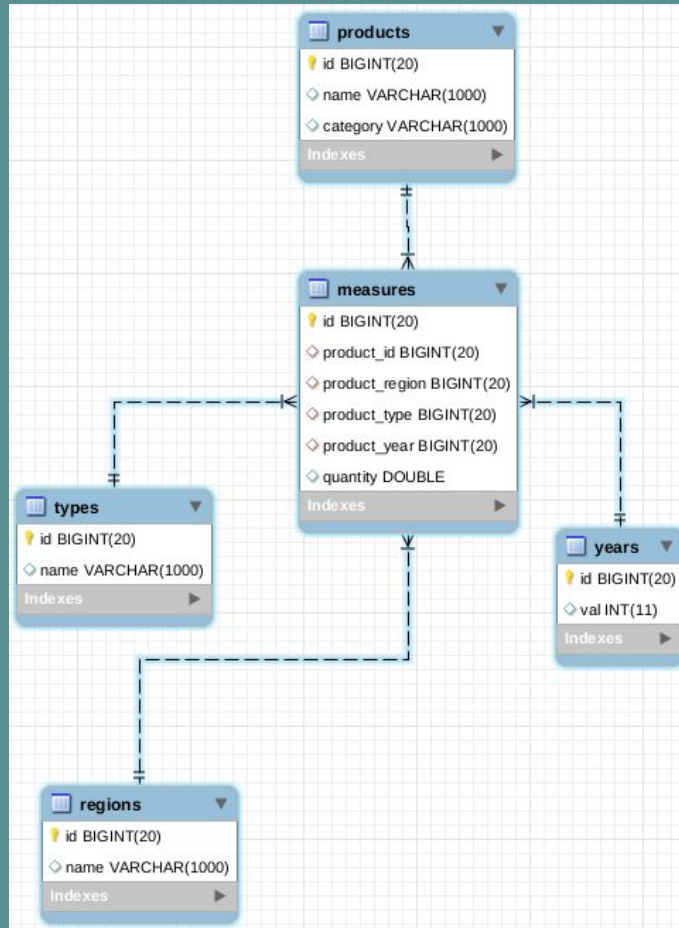 products
id BIGINT(20)
name VARCHAR(1000)
category VARCHAR(1000)
Indexes
measures
id BIGINT(20)
product_id BIGINT(20)
product_region BIGINT(20)
product_type BIGINT(20)
product_year BIGINT(20)
quantity DOUBLE
Indexes
types
id BIGINT(20)
name VARCHAR(1000)
Indexes
years
id BIGINT(20)
val INT(11)
Indexes
regions
id BIGINT(20)
name VARCHAR(1000)
Indexes